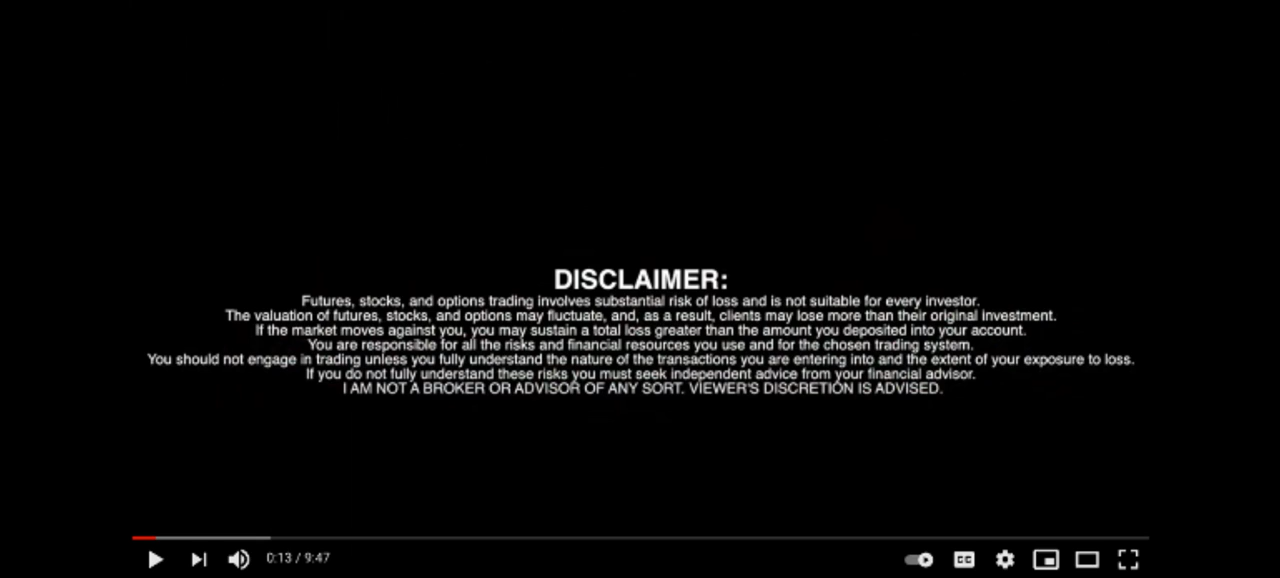 DISCLAIMER:
Futures, stocks, and options trading involves substantial risk of loss and is not suitable for every investor.
The valuation of futures, stocks, and options may fluctuate, and, as a result, clients may lose more than their original investment.
If the market moves against you, you may sustain a total loss greater than the amount you deposited into your account.
You are responsible for all the risks and financial resources you use and for the chosen trading system.
You should not engage in trading unless you fully understand the nature of the transactions you are entering into and the extent of your exposure to loss.
If you do not fully understand these risks you must seek independent advice from your financial advisor.
I AM NOT A BROKER OR ADVISOR OF ANY SORT. VIEWER'S DISCRETION IS ADVISED.
0:13 / 9:47
CC